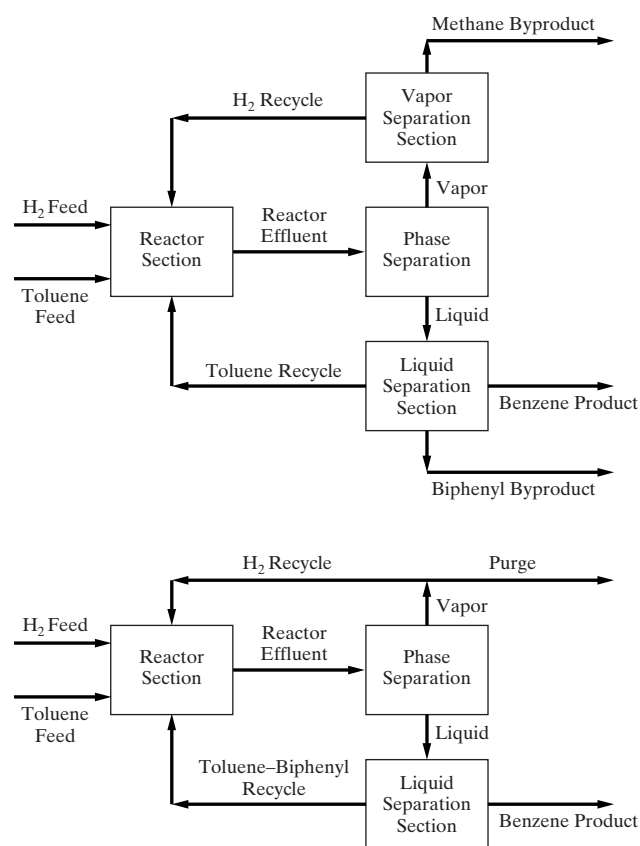 Methane Byproduct
H2 Recycle
Vapor
Separation
Section
Vapor
H2 Feed
Reactor
Section
Reactor
Effluent
Phase
Separation
Toluene
Feed
Liquid
Toluene Recycle
Liquid
Separation
Section
Benzene Product
Biphenyl Byproduct
H2 Recycle
Purge
Vapor
H2 Feed
Reactor
Section
Reactor
Effluent
Phase
Separation
Toluene
Feed
Liquid
Toluene–Biphenyl
Recycle
Liquid
Separation
Section
Benzene Product